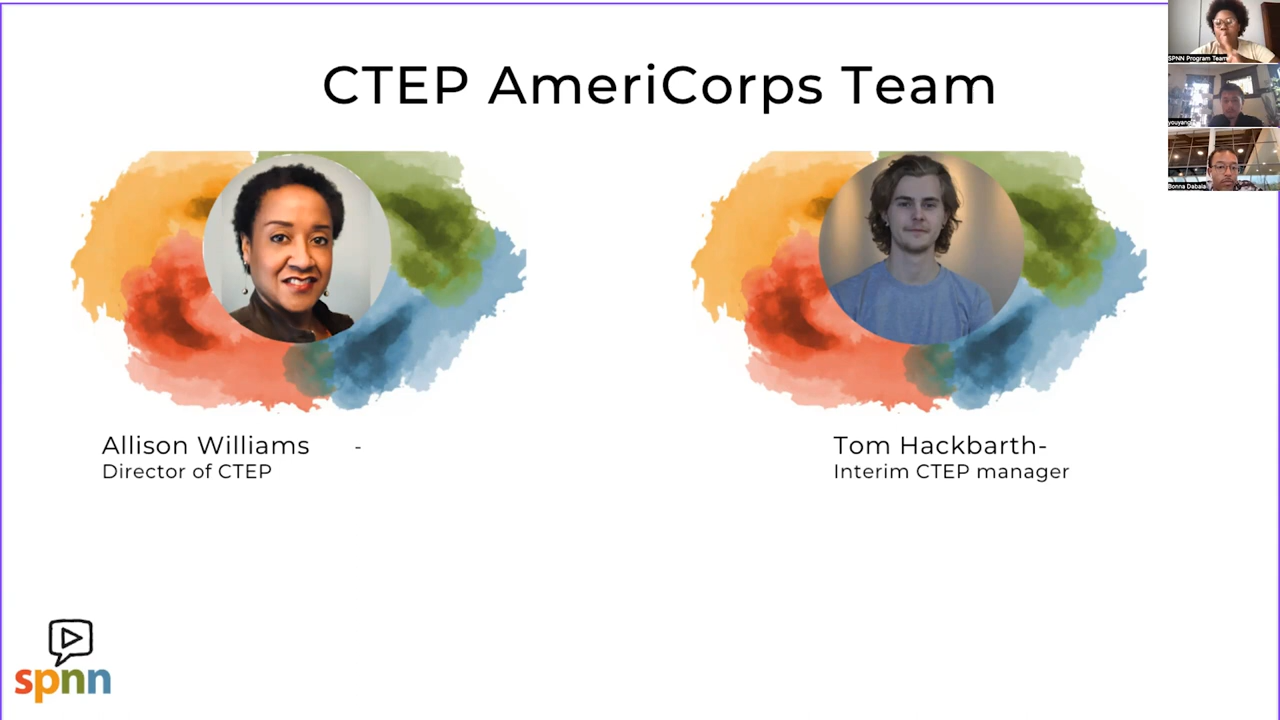 CTEP AmeriCorps Team
SPNN Program Team
youyang
Bonna Dabala
Allison Williams -
Director of CTEP
Tom Hackbarth-
Interim CTEP manager
spnn